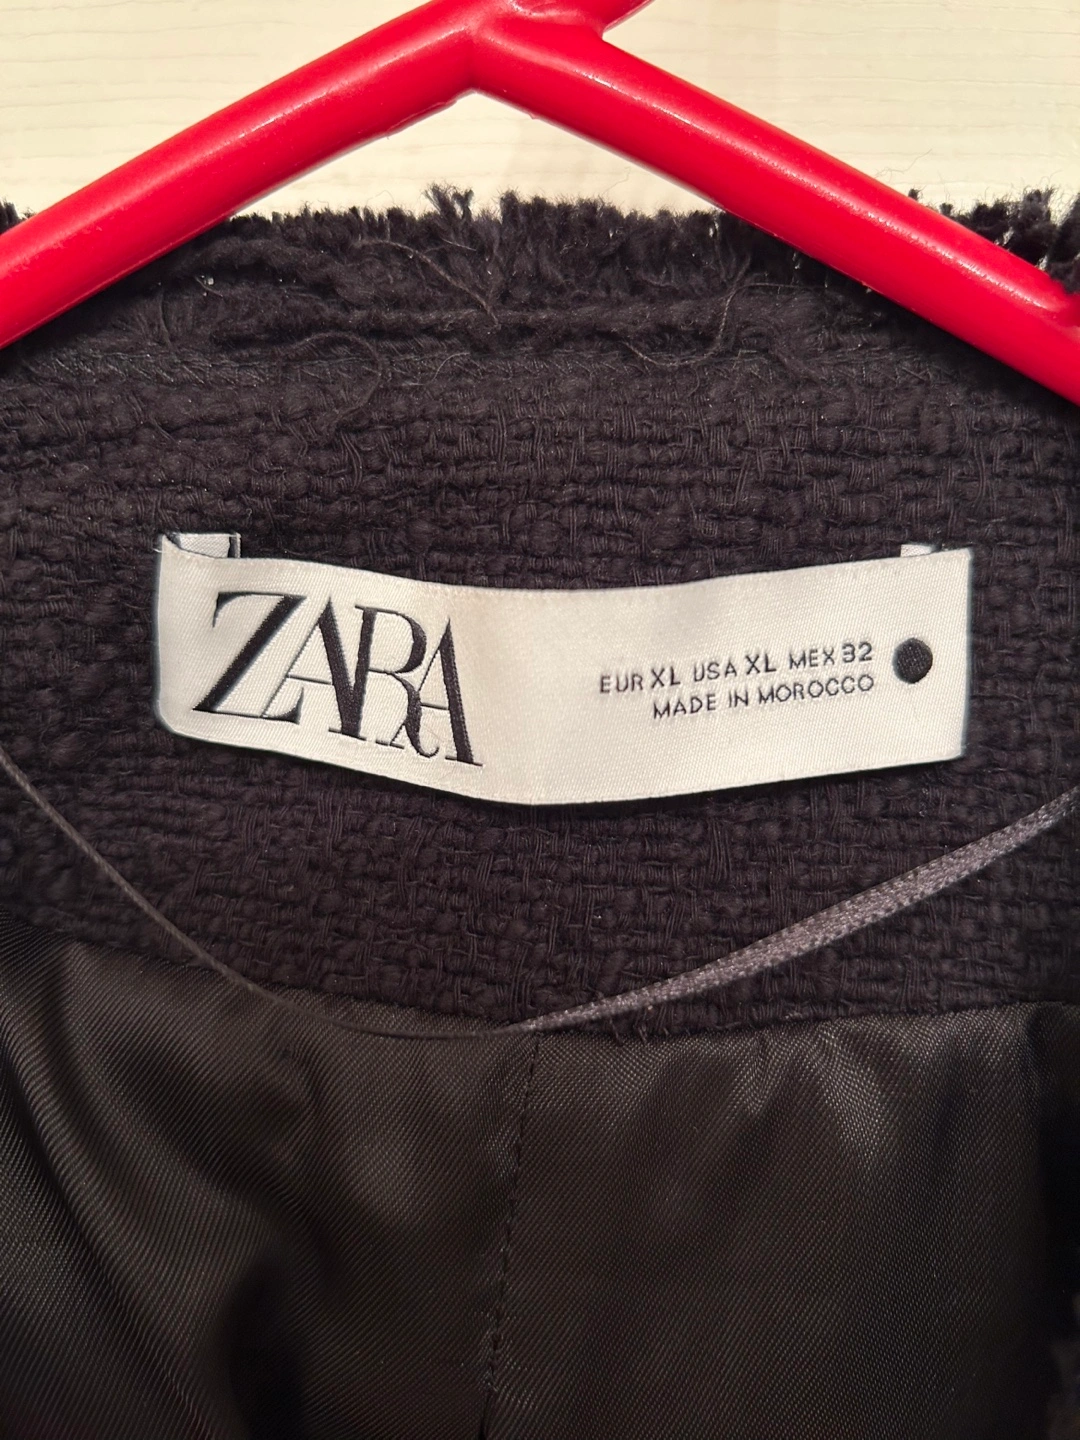 ZARA
EUR XL USA XL MEX 32
MADE IN MOROCCO